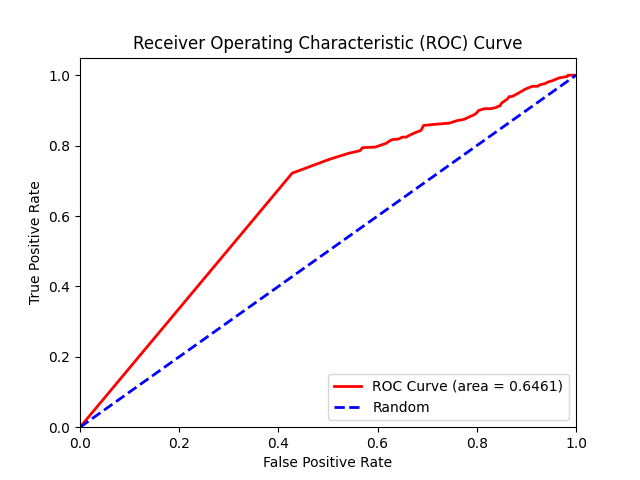 Receiver Operating Characteristic (ROC) Curve
True Positive Rate
1.0
0.8
0.6
0.4
0.2
0.0
ROC Curve (area = 0.6461)
Random
0.0 0.2 0.4 0.6 0.8 1.0
False Positive Rate